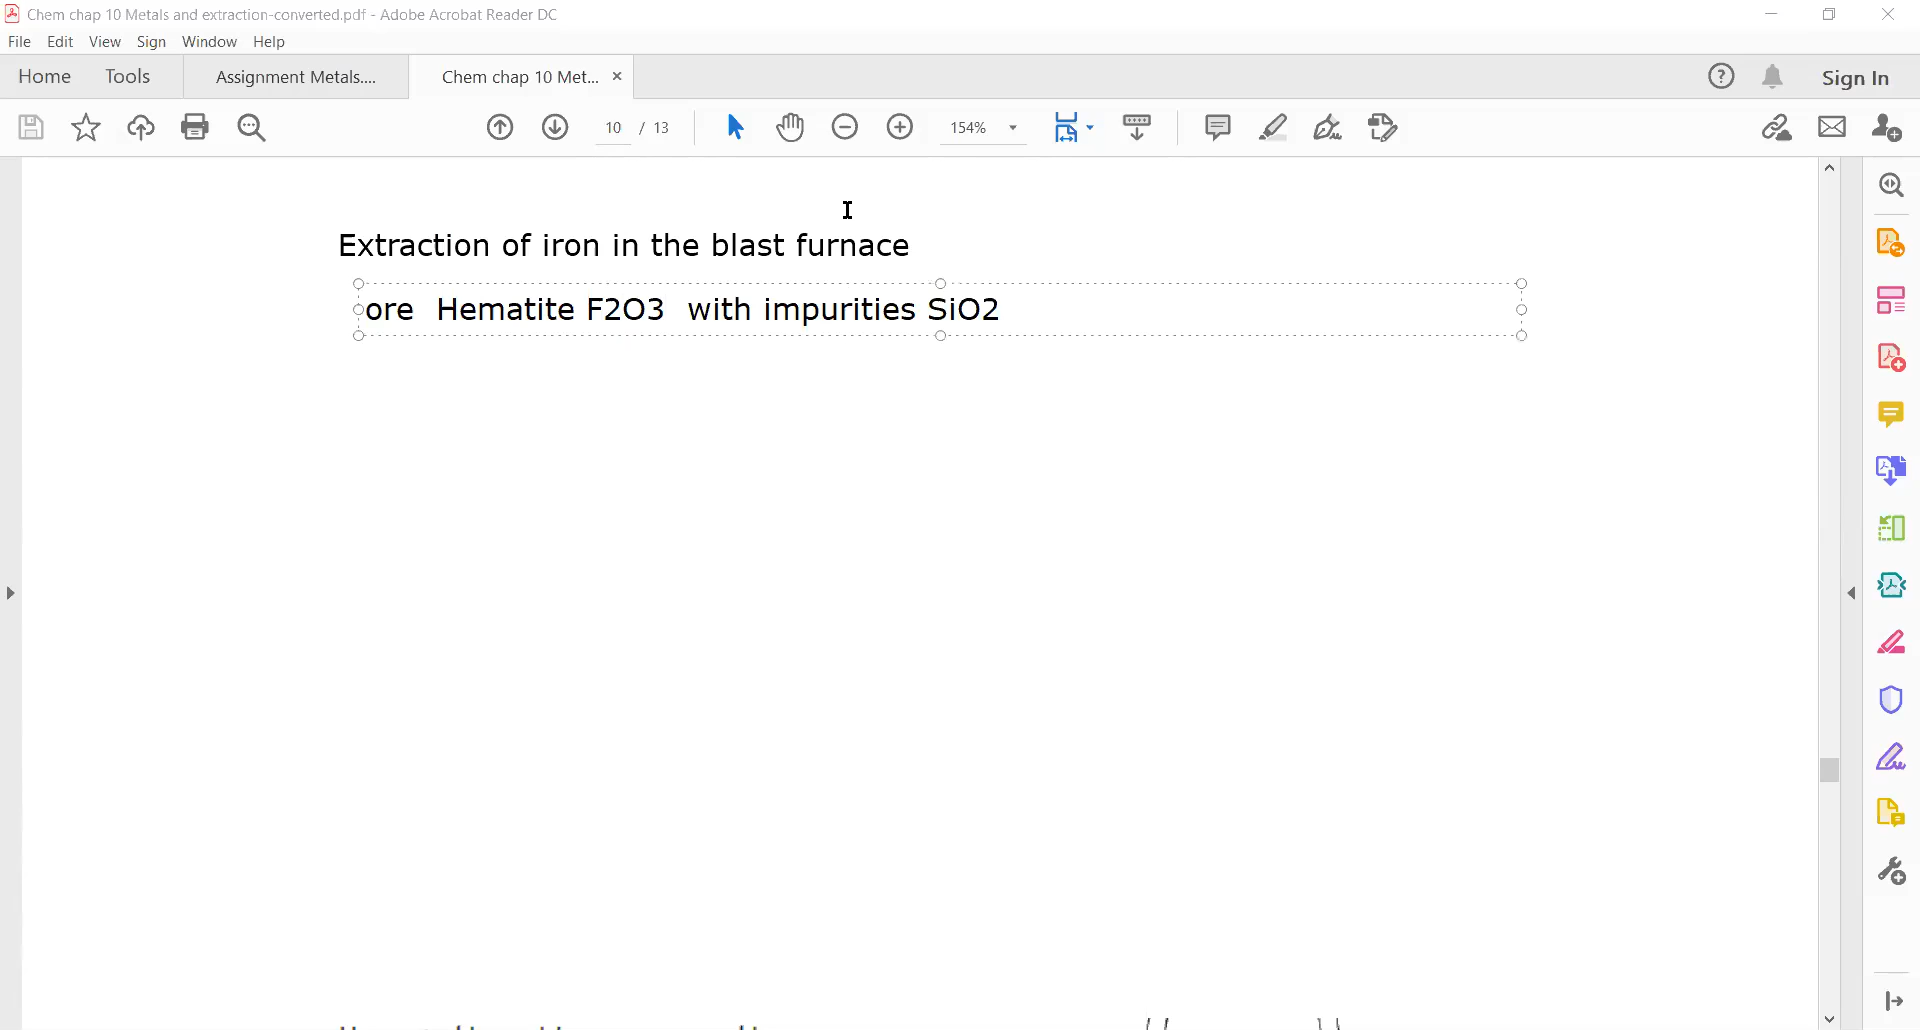 Chem chap 10 Metals and extraction-converted.pdf - Adobe Acrobat Reader DC
File Edit View Sign Window Help
Home Tools Assignment Metals.... Chem chap 10 Met... × ? Sign In
10 / 13 154%
Extraction of iron in the blast furnace
ore Hematite F2O3 with impurities SiO2